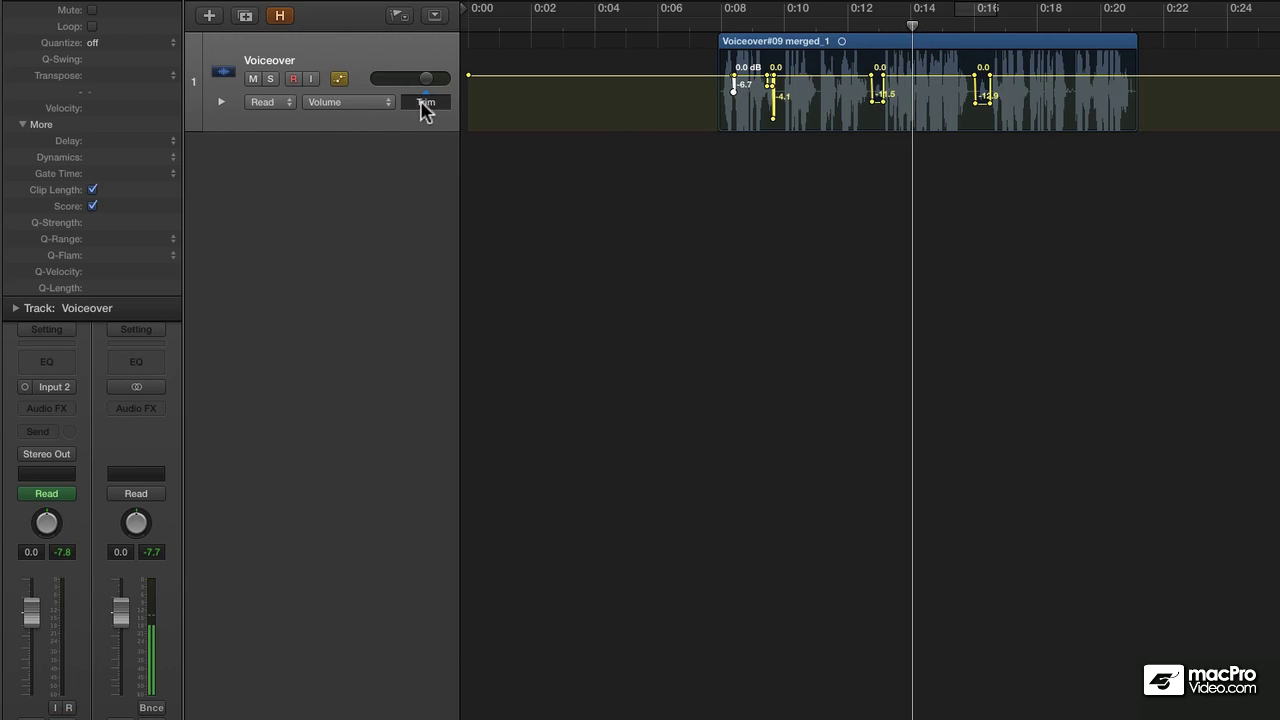 Mute:
Loop:
Quantize: off
Q-Swing:
Transpose:
- -
Velocity:
More
Delay:
Dynamics:
Gate Time:
Clip Length:
Score:
Q-Strength:
Q-Range:
Q-Flam:
Q-Velocity:
Q-Length:
Track: Voiceover
Setting Setting
EQ EQ
Input 2
Audio FX Audio FX
Send
Stereo Out
Read Read
0.0 -7.8 0.0 -7.7
I R Bnce
H
1
Voiceover
M S R I
Read Volume Trim
0:00 0:02 0:04 0:06 0:08 0:10 0:12 0:14 0:16 0:18 0:20 0:22 0:24
Voiceover#09 merged_1
0.0 dB 0.0 0.0 0.0
-6.7 -4.1 -11.5 -12.9
macPro
Video.com